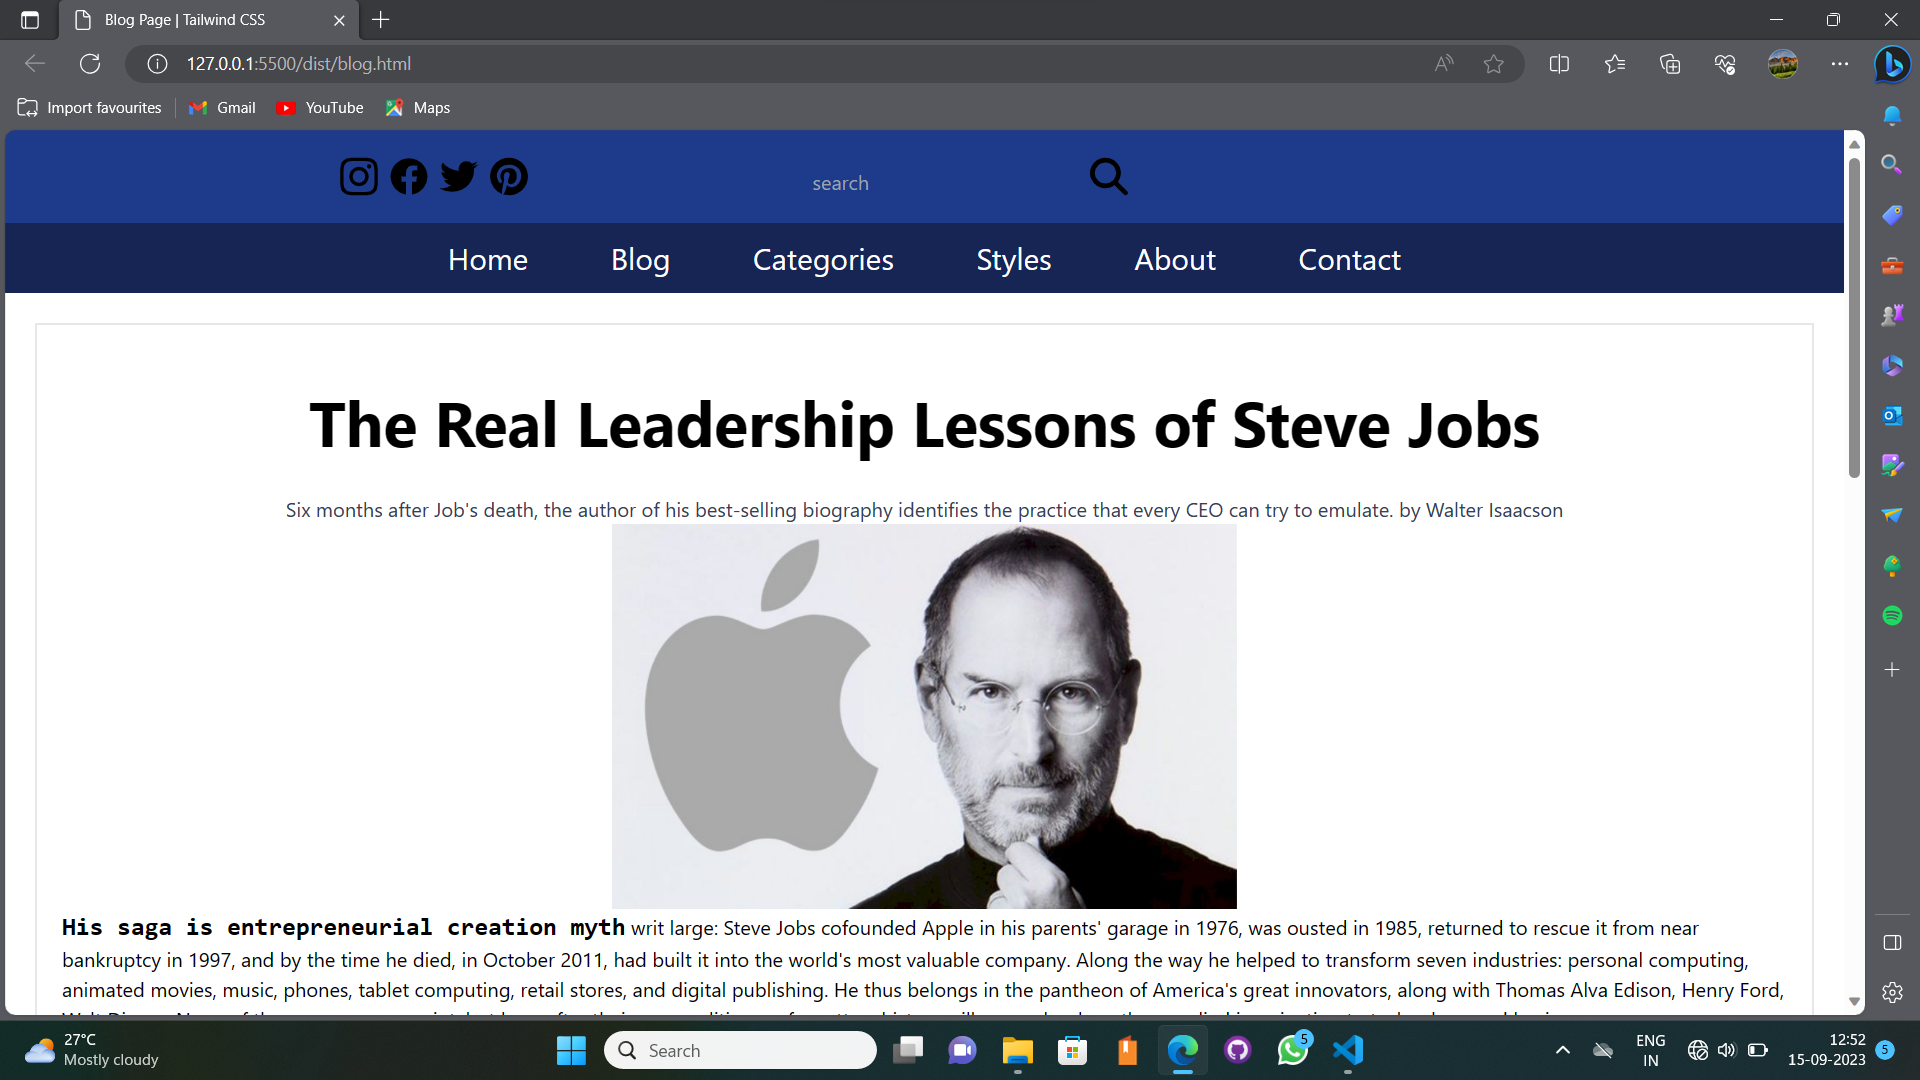 Blog Page | Tailwind CSS
127.0.0.1:5500/dist/blog.html
Import favourites
Gmail
YouTube
Maps
search
Home
Blog
Categories
Styles
About
Contact
The Real Leadership Lessons of Steve Jobs
Six months after Job's death, the author of his best-selling biography identifies the practice that every CEO can try to emulate. by Walter Isaacson
His saga is entrepreneurial creation myth writ large: Steve Jobs cofounded Apple in his parents' garage in 1976, was ousted in 1985, returned to rescue it from near
bankruptcy in 1997, and by the time he died, in October 2011, had built it into the world's most valuable company. Along the way he helped to transform seven industries: personal computing,
animated movies, music, phones, tablet computing, retail stores, and digital publishing. He thus belongs in the pantheon of America's great innovators, along with Thomas Alva Edison, Henry Ford,
27°C
Mostly cloudy
Search
5
ENG
IN
12:52
15-09-2023
5